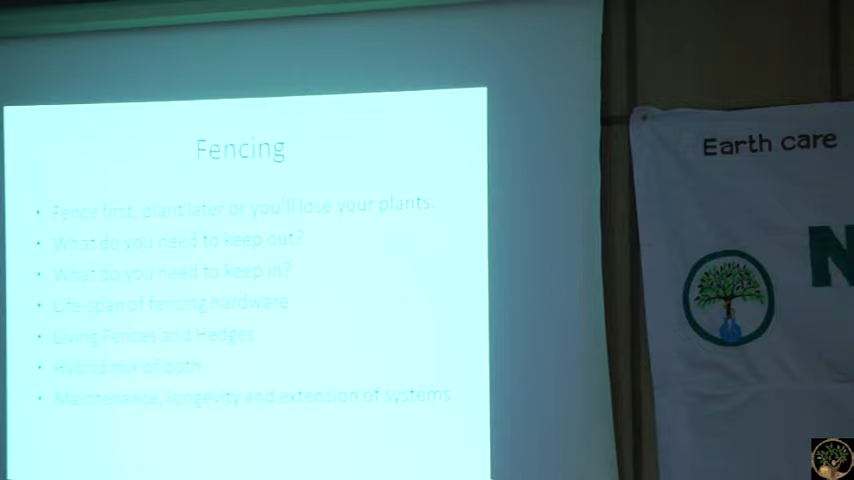 Fencing
• Fence first, plant later or you'll lose your plants.
• What do you need to keep out?
• What do you need to keep in?
• Life-span of fencing hardware
• Living Fences and Hedges
• Hybrid mix of both
• Maintenance, longevity and extension of systems
Earth care
N